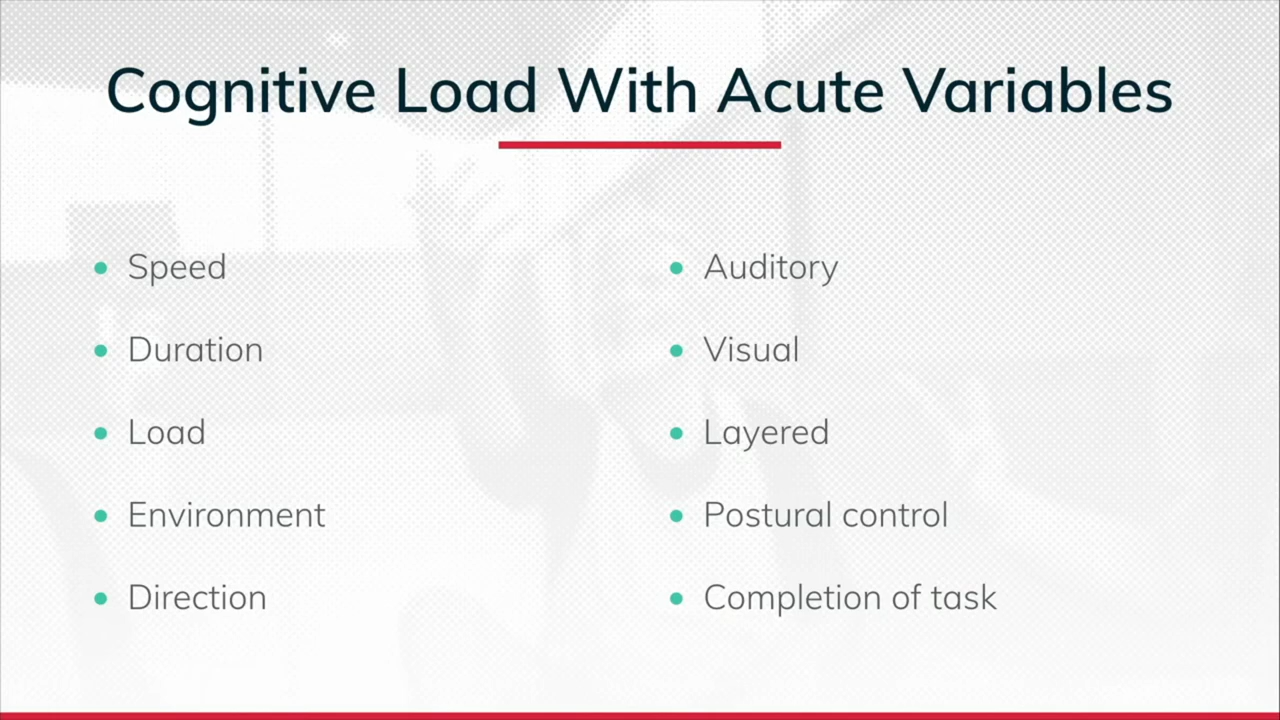 Cognitive Load With Acute Variables
Speed
Duration
Load
Environment
Direction
Auditory
Visual
Layered
Postural control
Completion of task